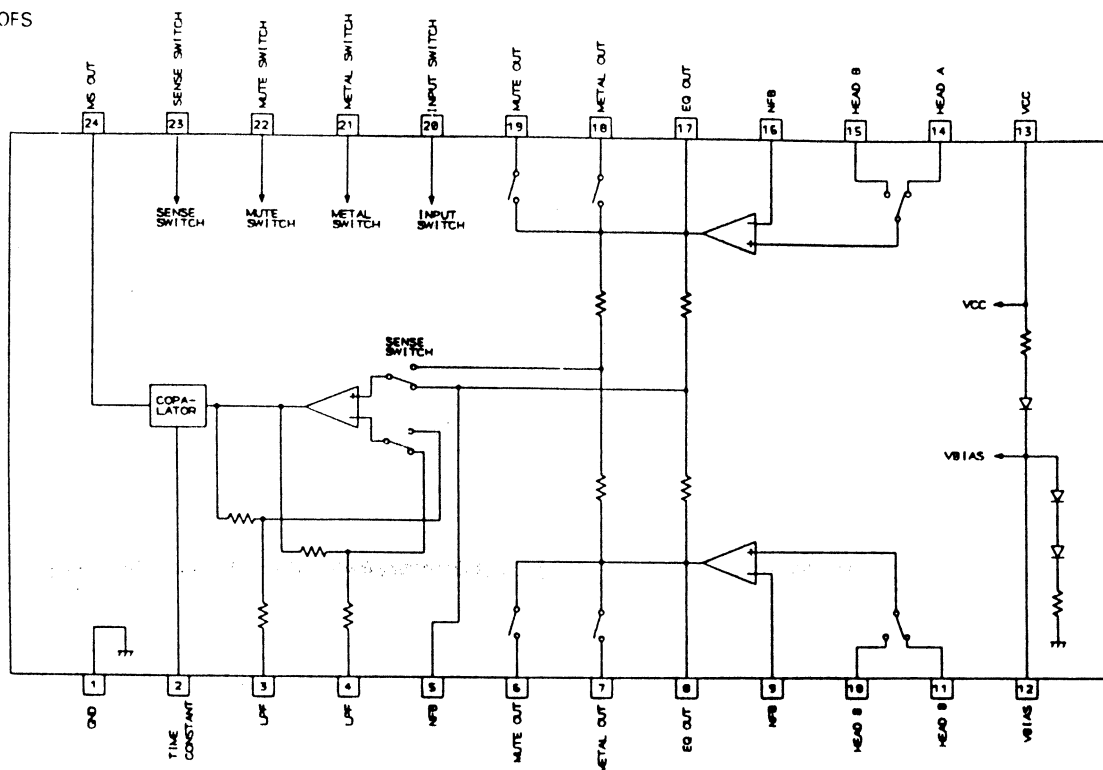 OFS
MS OUT
SENSE SWITCH
MUTE SWITCH
METAL SWITCH
INPUT SWITCH
MUTE OUT
METAL OUT
EQ OUT
NFB
HEAD B
HEAD A
VCC
24
23
22
21
20
19
18
17
16
15
14
13
SENSE
SWITCH
MUTE
SWITCH
METAL
SWITCH
INPUT
SWITCH
-
+
VCC
SENSE
SWITCH
COPA-
LATOR
+
-
VBIAS
+
-
1
2
3
4
5
6
7
8
9
10
11
12
GND
TIME
CONSTANT
LPF
LPF
NFB
MUTE OUT
METAL OUT
EQ OUT
NFB
HEAD B
HEAD B
VBIAS